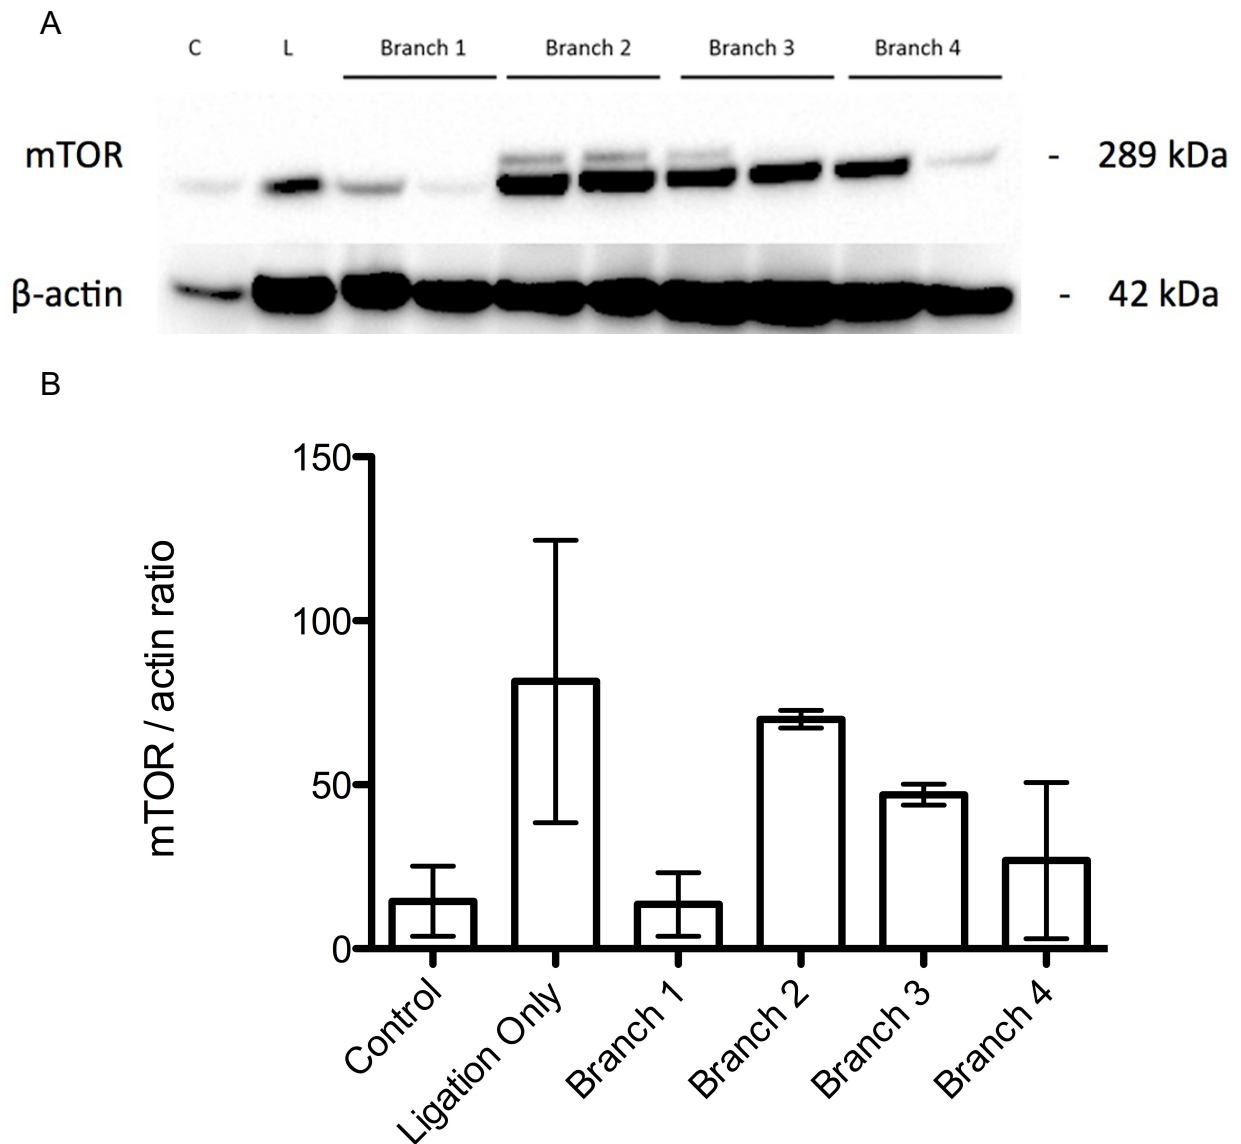 A
C L Branch 1 Branch 2 Branch 3 Branch 4
mTOR - 289 kDa
β-actin - 42 kDa
B
mTOR / actin ratio
150
100
50
0
Control
Ligation Only
Branch 1
Branch 2
Branch 3
Branch 4